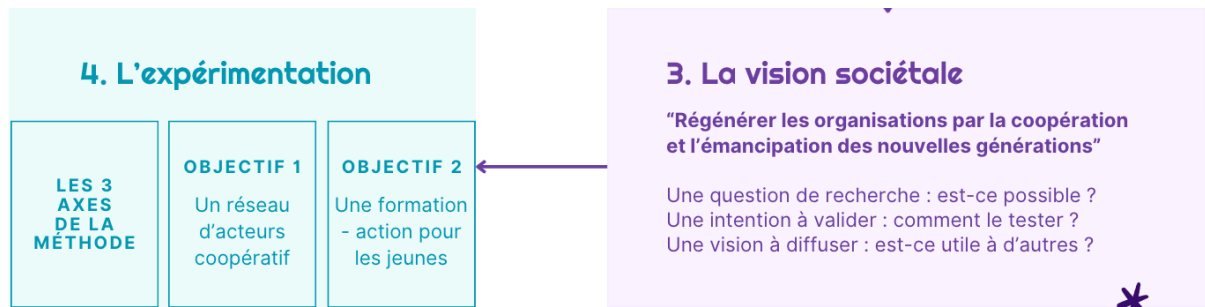 4. L'expérimentation
LES 3
AXES
DE LA
MÉTHODE
OBJECTIF 1
Un réseau
d'acteurs
coopératif
OBJECTIF 2
Une formation
- action pour
les jeunes
3. La vision sociétale
“Régénérer les organisations par la coopération
et l'émancipation des nouvelles générations”
Une question de recherche : est-ce possible ?
Une intention à valider : comment le tester ?
Une vision à diffuser : est-ce utile à d'autres ?